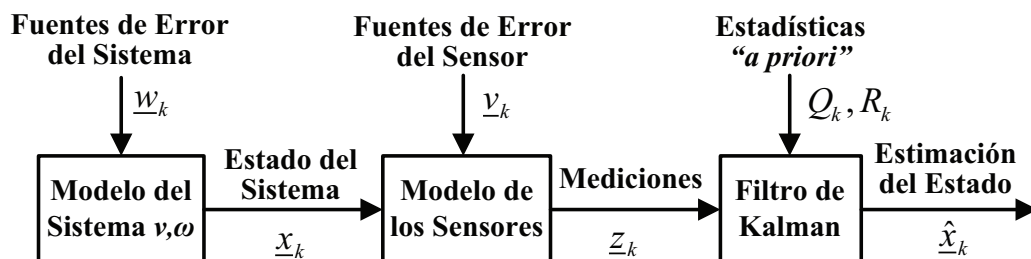 Fuentes de Error
del Sistema
w_k
Fuentes de Error
del Sensor
v_k
Estadísticas
“a priori”
Q_k, R_k
Modelo del
Sistema v,ω
Estado del
Sistema
x_k
Modelo de
los Sensores
Mediciones
z_k
Filtro de
Kalman
Estimación
del Estado
x̂_k